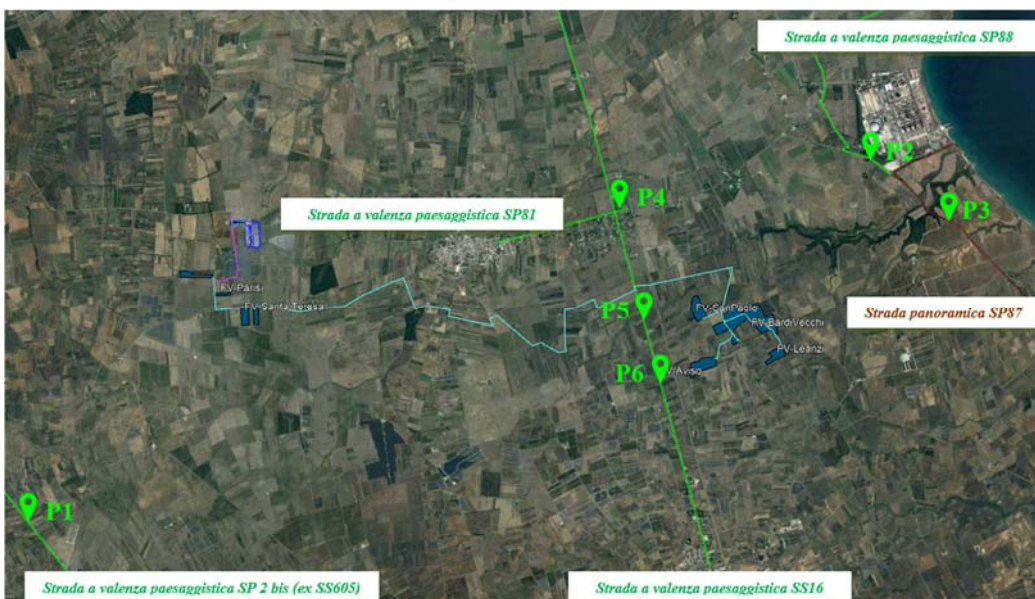 Strada a valenza paesaggistica SP88
P2
P4
Strada a valenza paesaggistica SP81
P3
FV-Parisi
FV-Santa Teresa
P5
FV-SanPaolo
FV-BardiVecchi
Strada panoramica SP87
FV-Leanzi
P6
V-Aviso
P1
Strada a valenza paesaggistica SP 2 bis (ex SS605)
Strada a valenza paesaggistica SS16